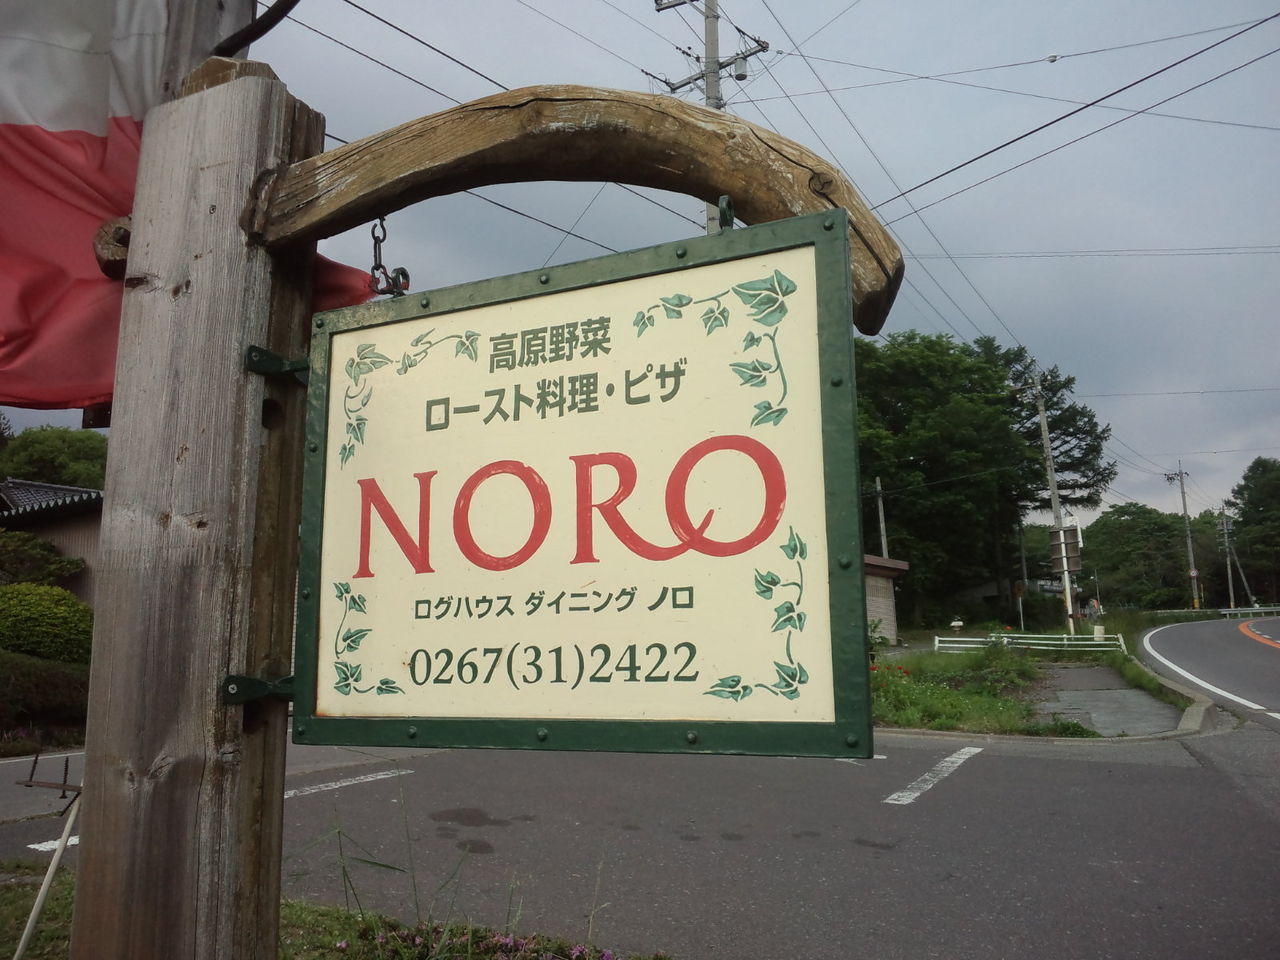 高原野菜
ロースト料理・ピザ
NORO
ログハウス ダイニング ノロ
0267(31)2422